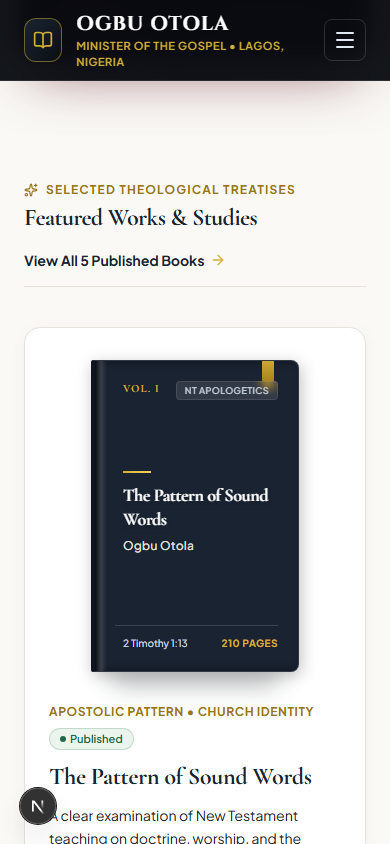 OGBU OTOLA
MINISTER OF THE GOSPEL • LAGOS,
NIGERIA
SELECTED THEOLOGICAL TREATISES
Featured Works & Studies
View All 5 Published Books →
VOL. I
NT APOLOGETICS
The Pattern of Sound
Words
Ogbu Otola
2 Timothy 1:13
210 PAGES
APOSTOLIC PATTERN • CHURCH IDENTITY
Published
The Pattern of Sound Words
N
A clear examination of New Testament
teaching on doctrine, worship, and the